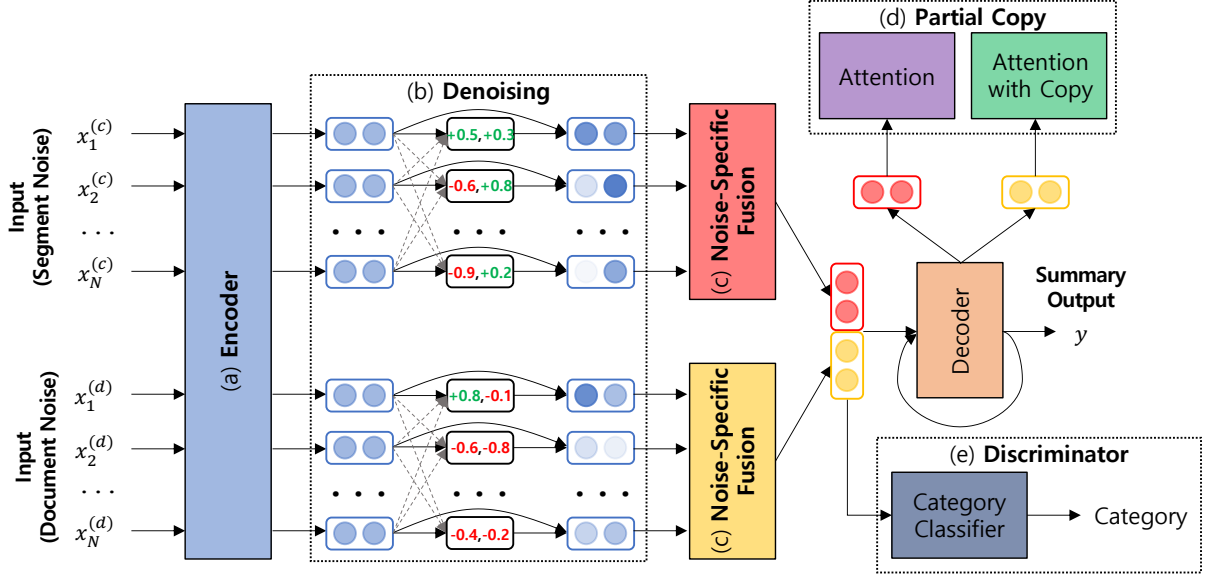 (d) Partial Copy
Attention
Attention
with Copy
(b) Denoising
Input
(Segment Noise)
x_1^{(c)}
x_2^{(c)}
. . .
x_N^{(c)}
(a) Encoder
+0.5,+0.3
-0.6,+0.8
. . .
. . .
. . .
-0.9,+0.2
(c) Noise-Specific
Fusion
Decoder
Summary
Output
y
Input
(Document Noise)
x_1^{(d)}
x_2^{(d)}
. . .
x_N^{(d)}
+0.8,-0.1
-0.6,-0.8
. . .
. . .
. . .
-0.4,-0.2
(c) Noise-Specific
Fusion
(e) Discriminator
Category
Classifier
Category